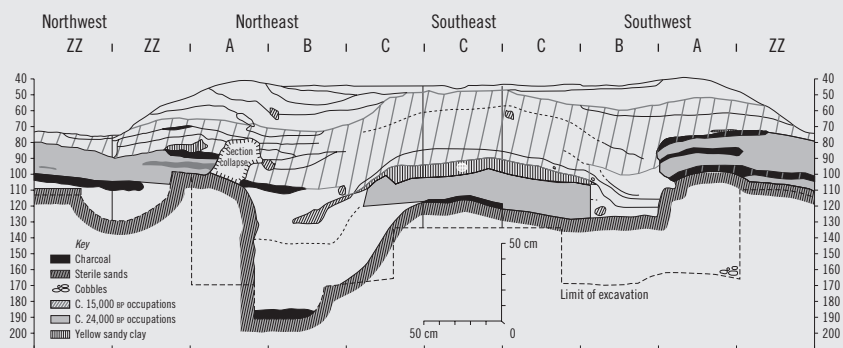 Northwest Northeast Southeast Southwest
ZZ ZZ A B C C C B A ZZ
40 40
50 50
60 60
70 70
80 80
90 90
100 100
110 110
120 120
130 130
140 140
150 150
160 160
170 170
180 180
190 190
200 200
Section
collapse
Key
Charcoal
Sterile sands
Cobbles
C. 15,000 BP occupations
C. 24,000 BP occupations
Yellow sandy clay
50 cm
50 cm 0
Limit of excavation